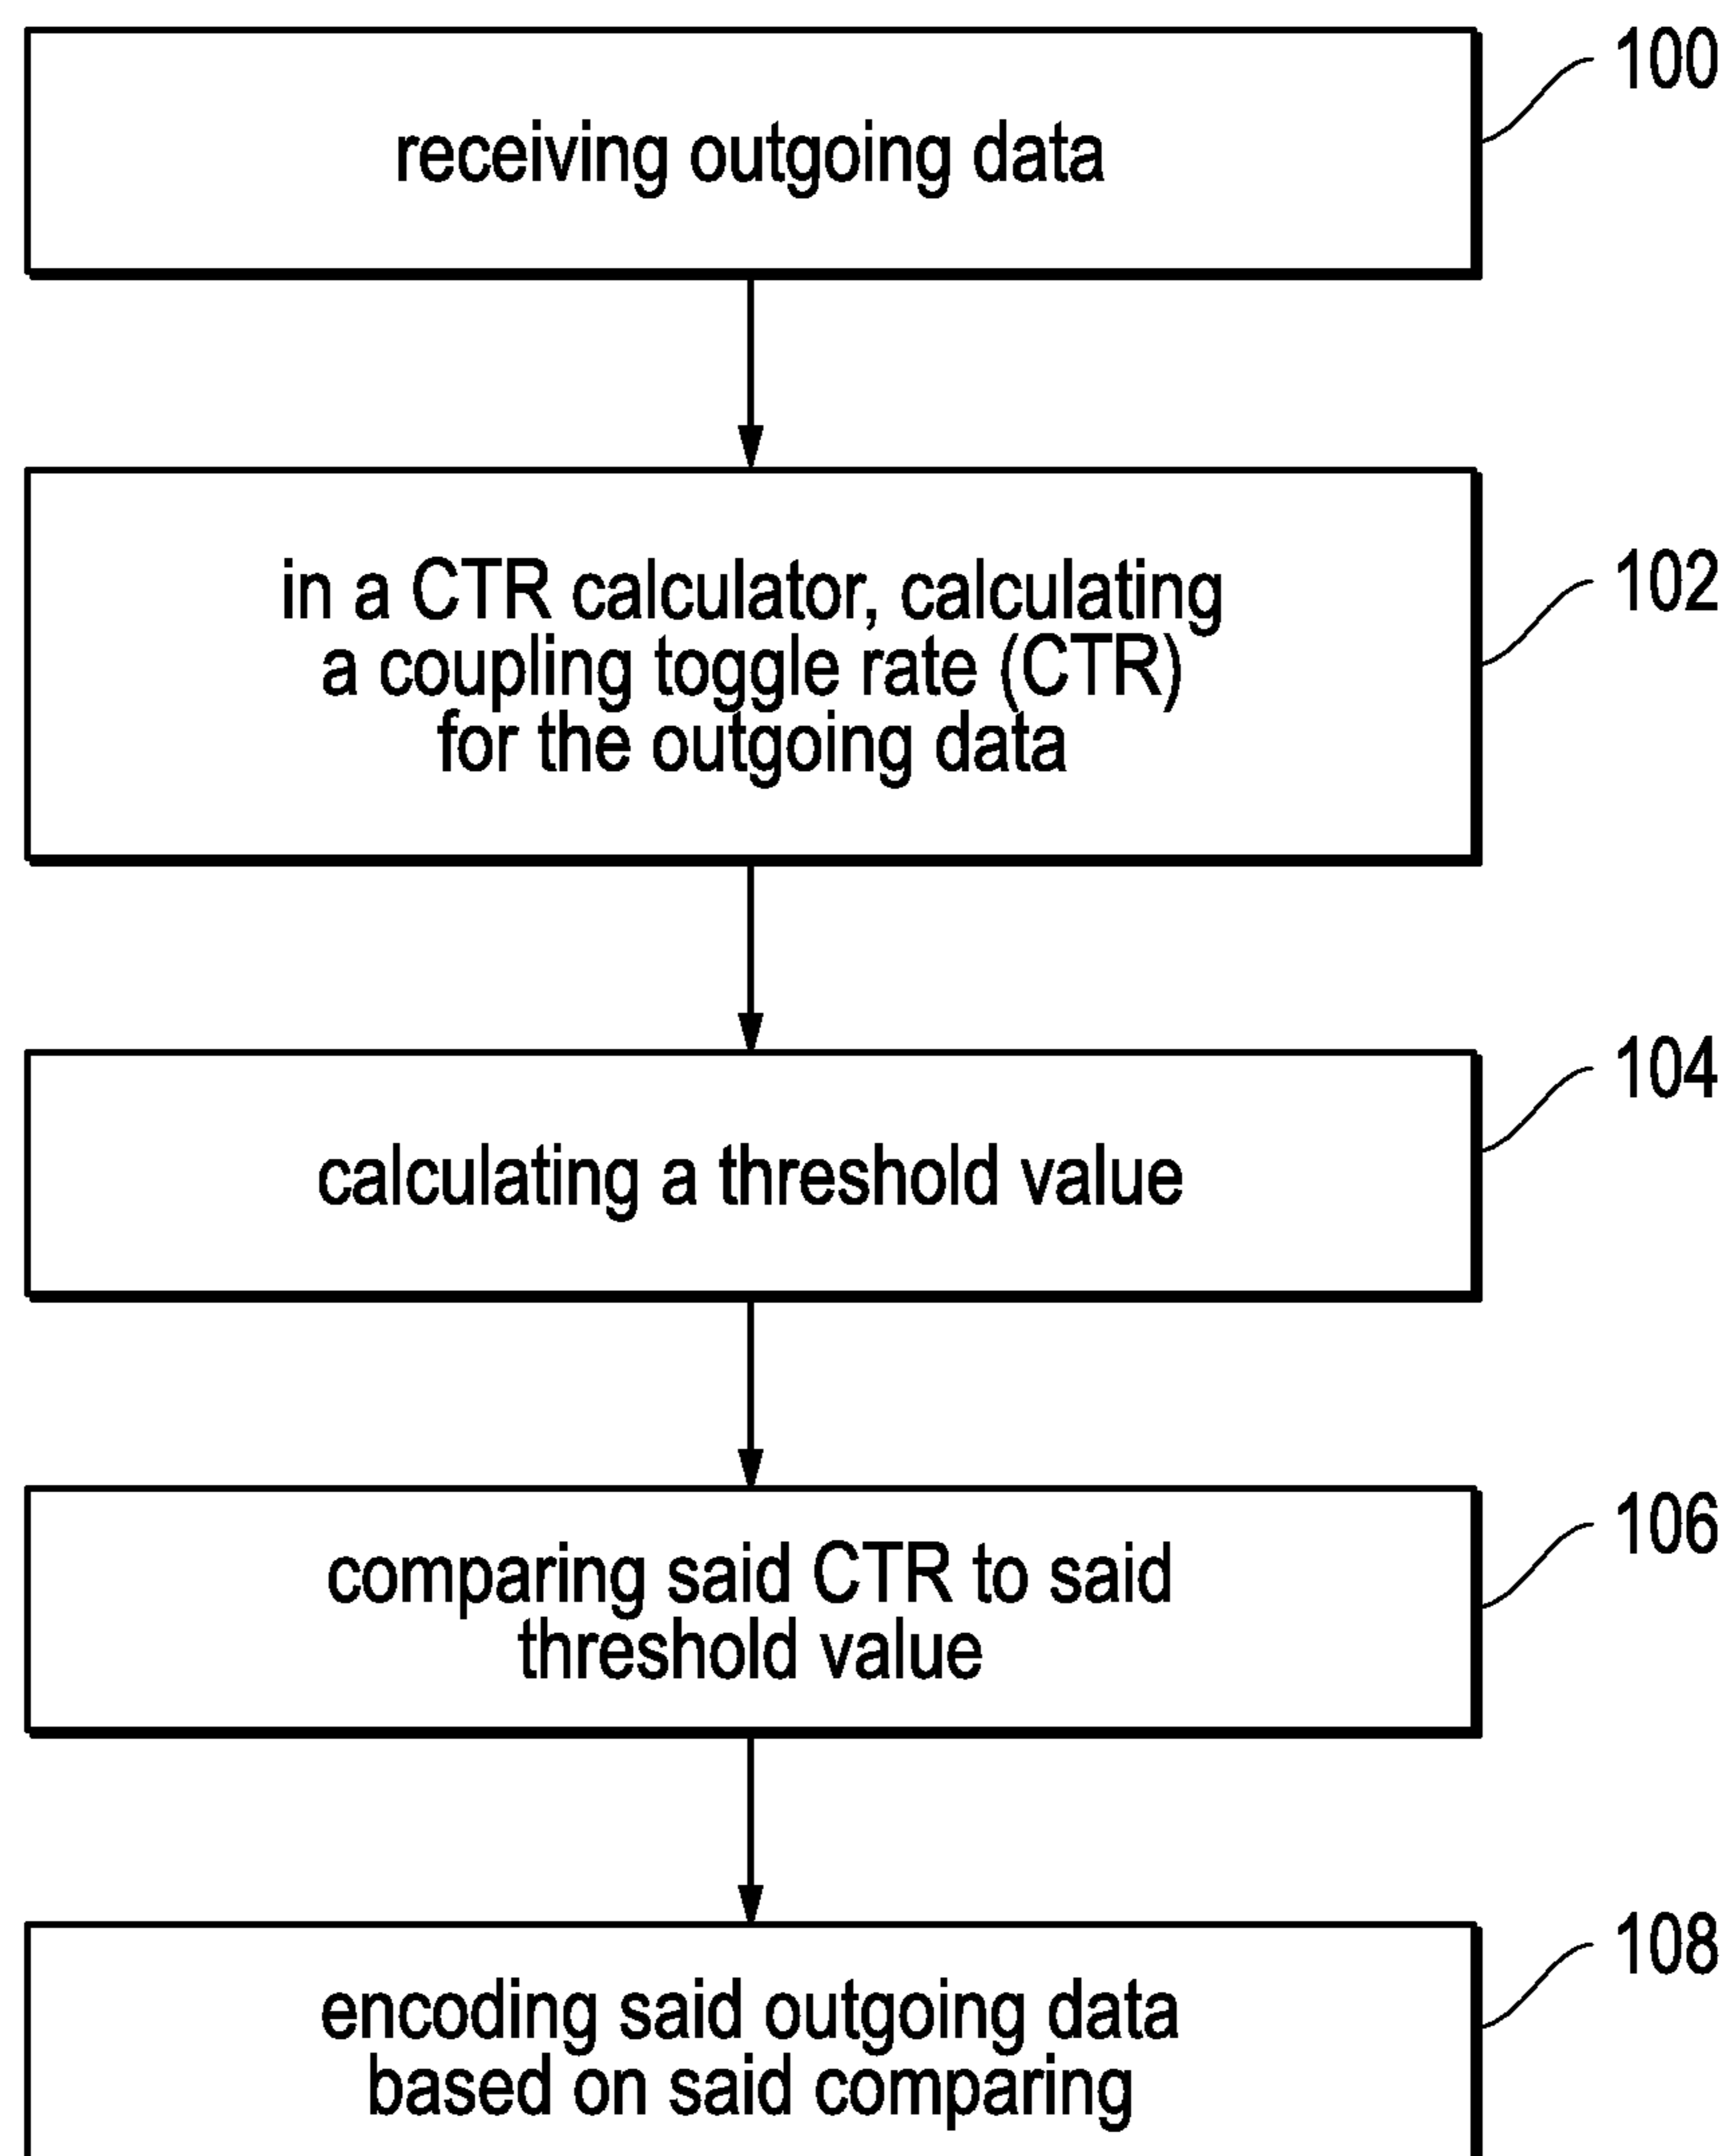 100
receiving outgoing data
102
in a CTR calculator, calculating
a coupling toggle rate (CTR)
for the outgoing data
104
calculating a threshold value
106
comparing said CTR to said
threshold value
108
encoding said outgoing data
based on said comparing